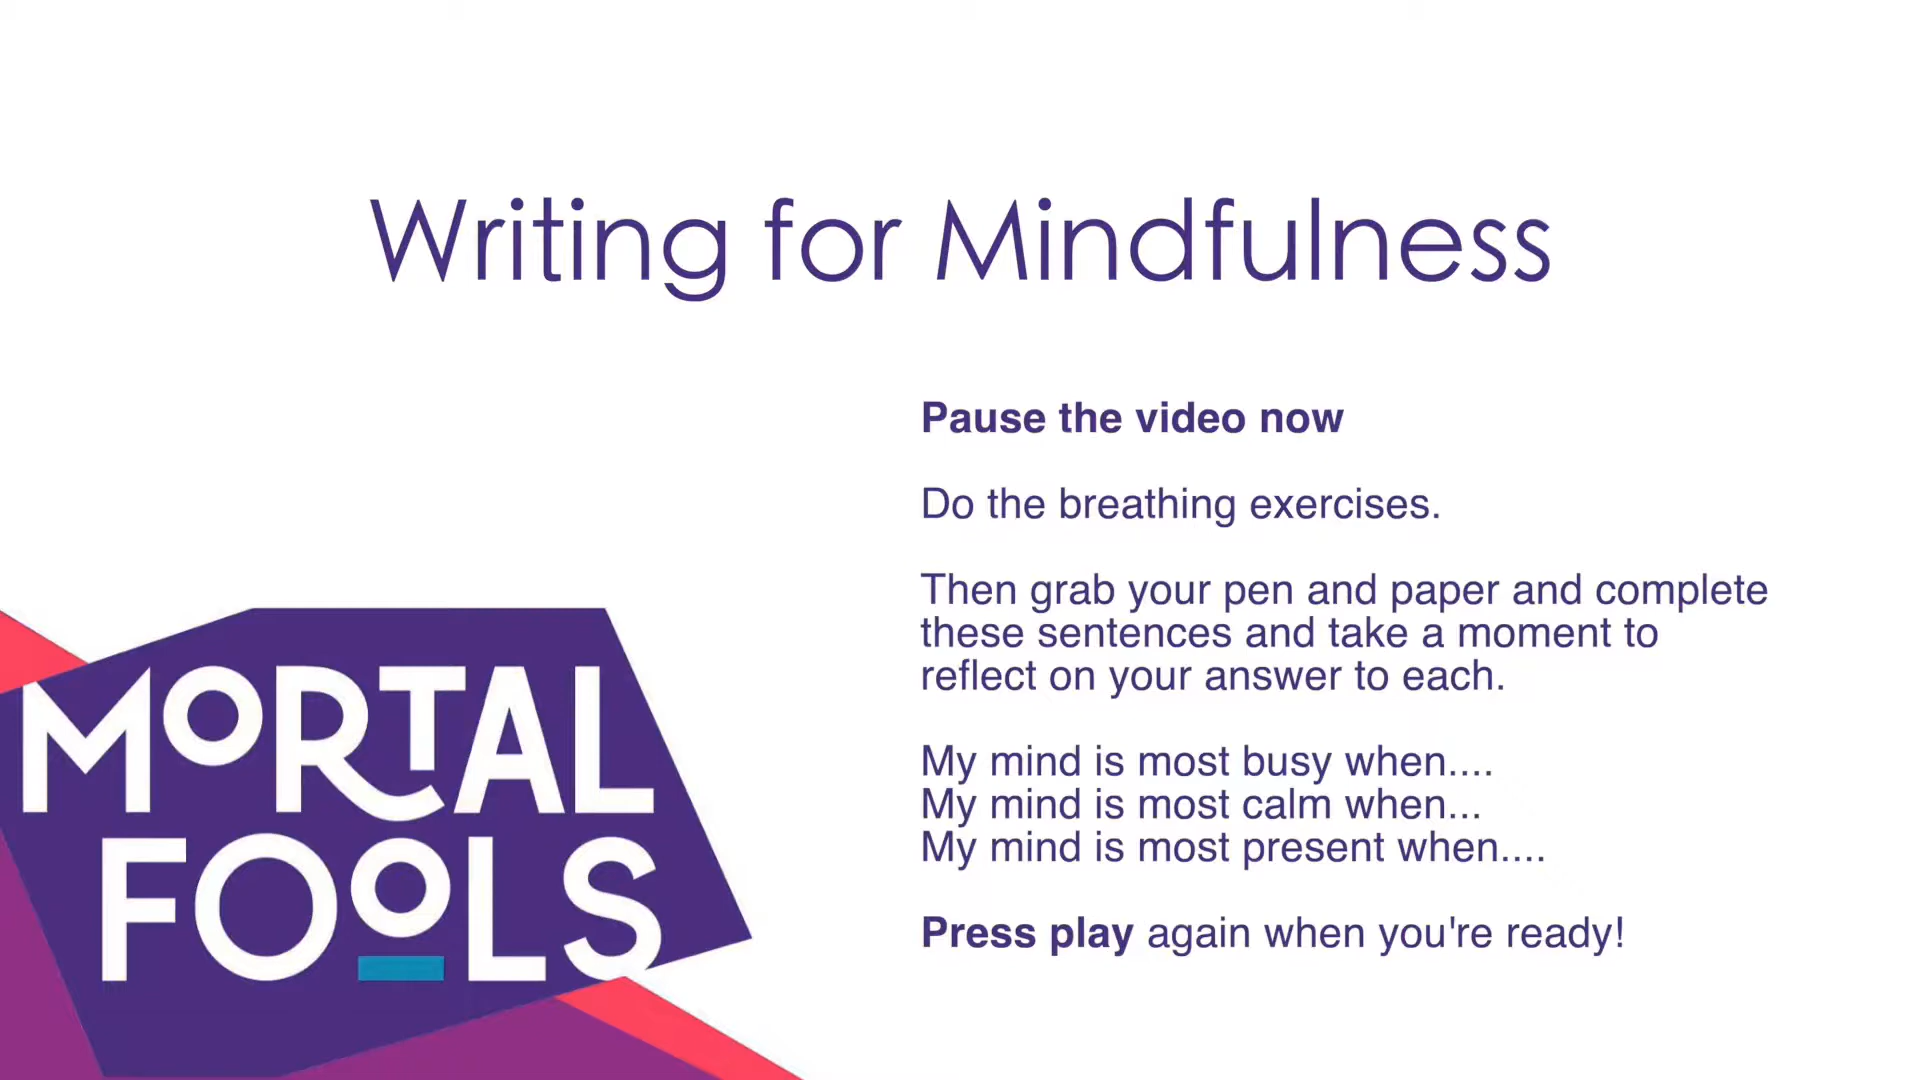 Writing for Mindfulness
Pause the video now
Do the breathing exercises.
Then grab your pen and paper and complete
these sentences and take a moment to
reflect on your answer to each.
My mind is most busy when....
My mind is most calm when...
My mind is most present when....
Press play again when you're ready!
MORTAL
FOOLS